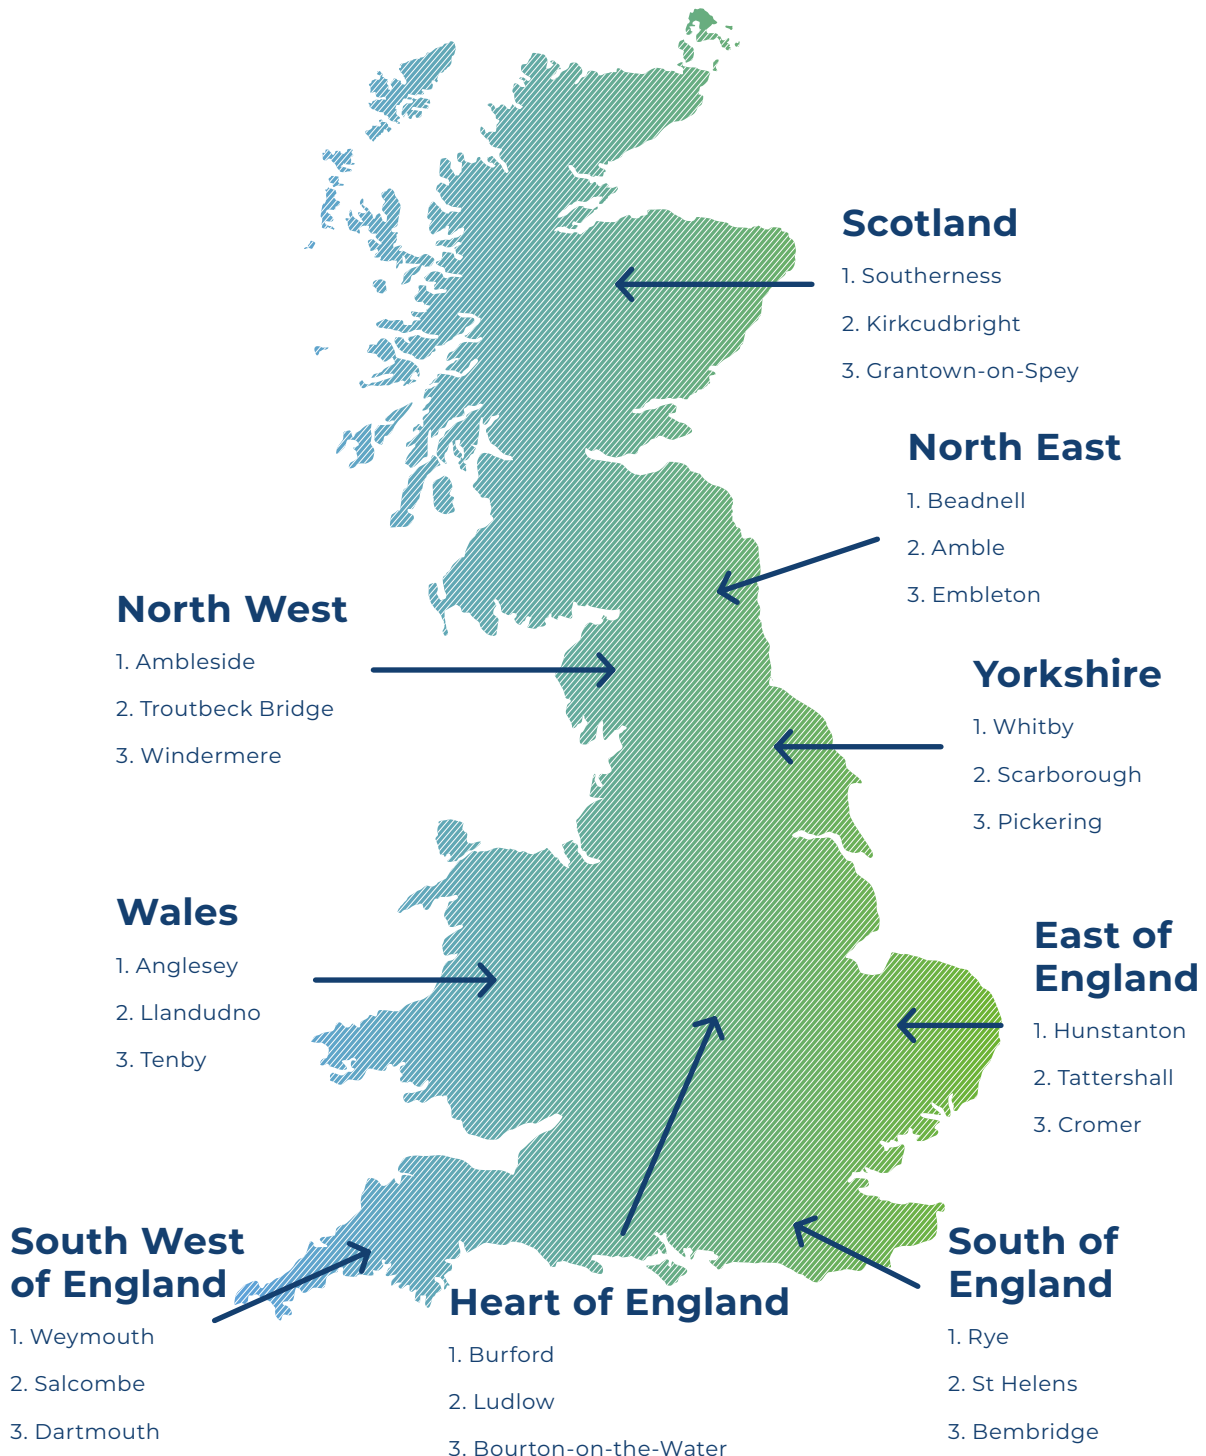 Scotland
1. Southerness
2. Kirkcudbright
3. Grantown-on-Spey
North East
1. Beadnell
2. Amble
3. Embleton
North West
1. Ambleside
2. Troutbeck Bridge
3. Windermere
Yorkshire
1. Whitby
2. Scarborough
3. Pickering
Wales
1. Anglesey
2. Llandudno
3. Tenby
East of
England
1. Hunstanton
2. Tattershall
3. Cromer
South West
of England
1. Weymouth
2. Salcombe
3. Dartmouth
Heart of England
1. Burford
2. Ludlow
3. Bourton-on-the-Water
South of
England
1. Rye
2. St Helens
3. Bembridge